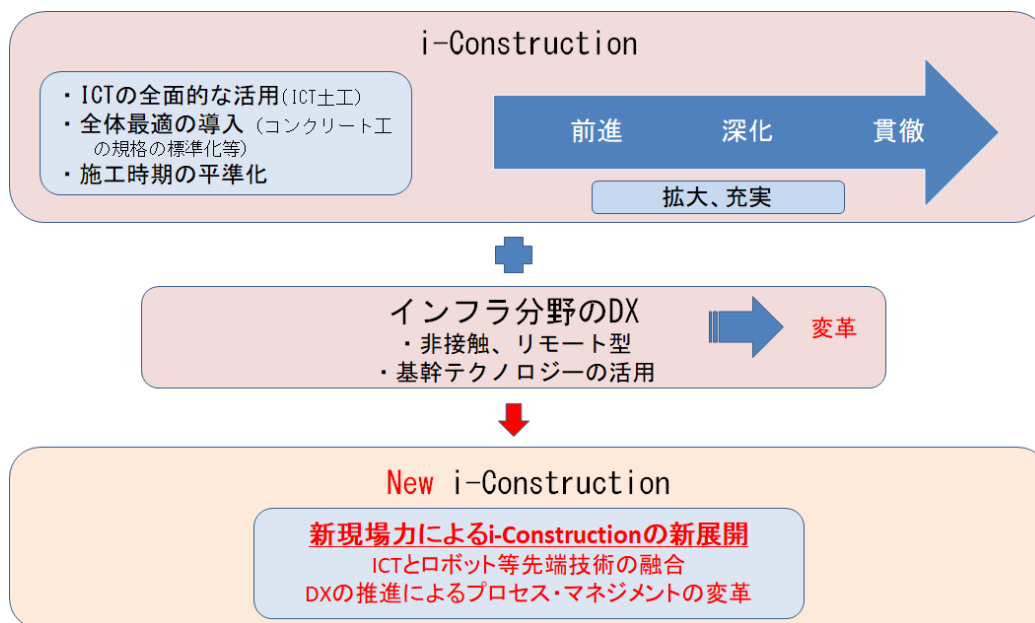 i-Construction
・ICTの全面的な活用(ICT土工)
・全体最適の導入（コンクリート工
の規格の標準化等）
・施工時期の平準化
前進 深化 貫徹
拡大、充実
インフラ分野のDX
・非接触、リモート型
・基幹テクノロジーの活用
変革
New i-Construction
新現場力によるi-Constructionの新展開
ICTとロボット等先端技術の融合
DXの推進によるプロセス・マネジメントの変革